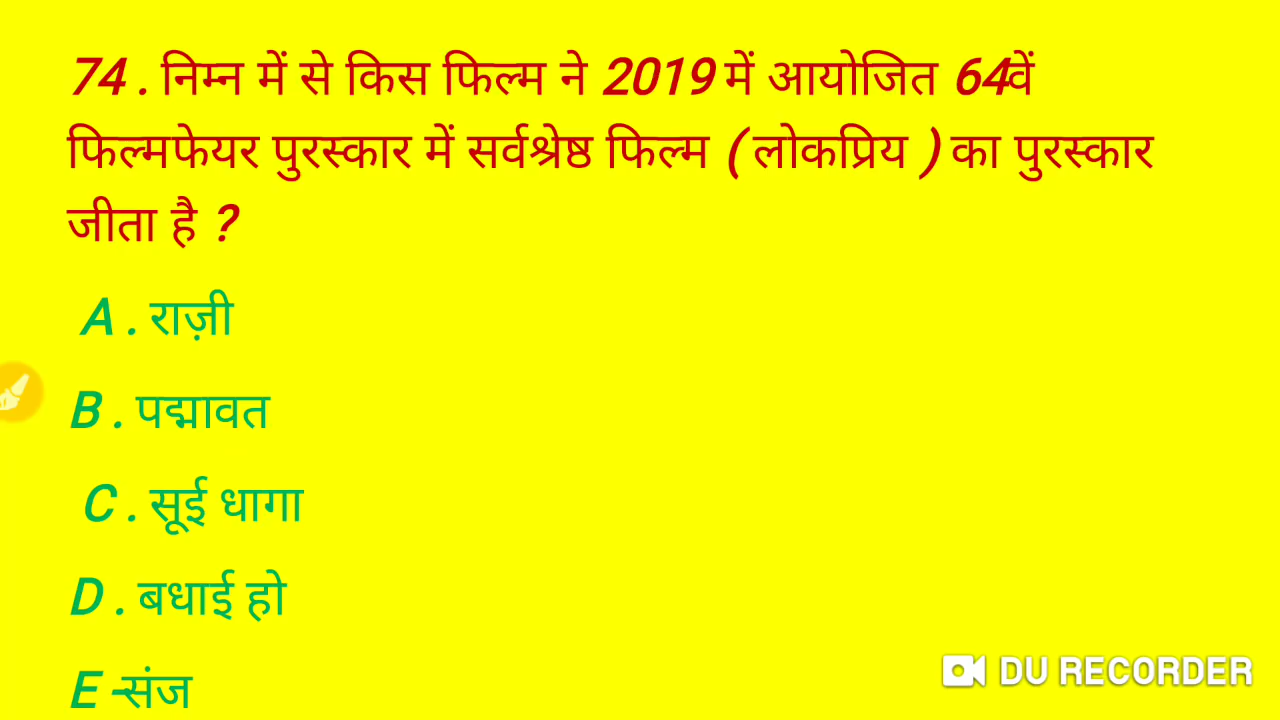 74 . निम्न में से किस फिल्म ने 2019 में आयोजित 64वें
फिल्मफेयर पुरस्कार में सर्वश्रेष्ठ फिल्म ( लोकप्रिय ) का पुरस्कार
जीता है ?
A . राज़ी
B . पद्मावत
C . सूई धागा
D . बधाई हो
E -संज
DU RECORDER